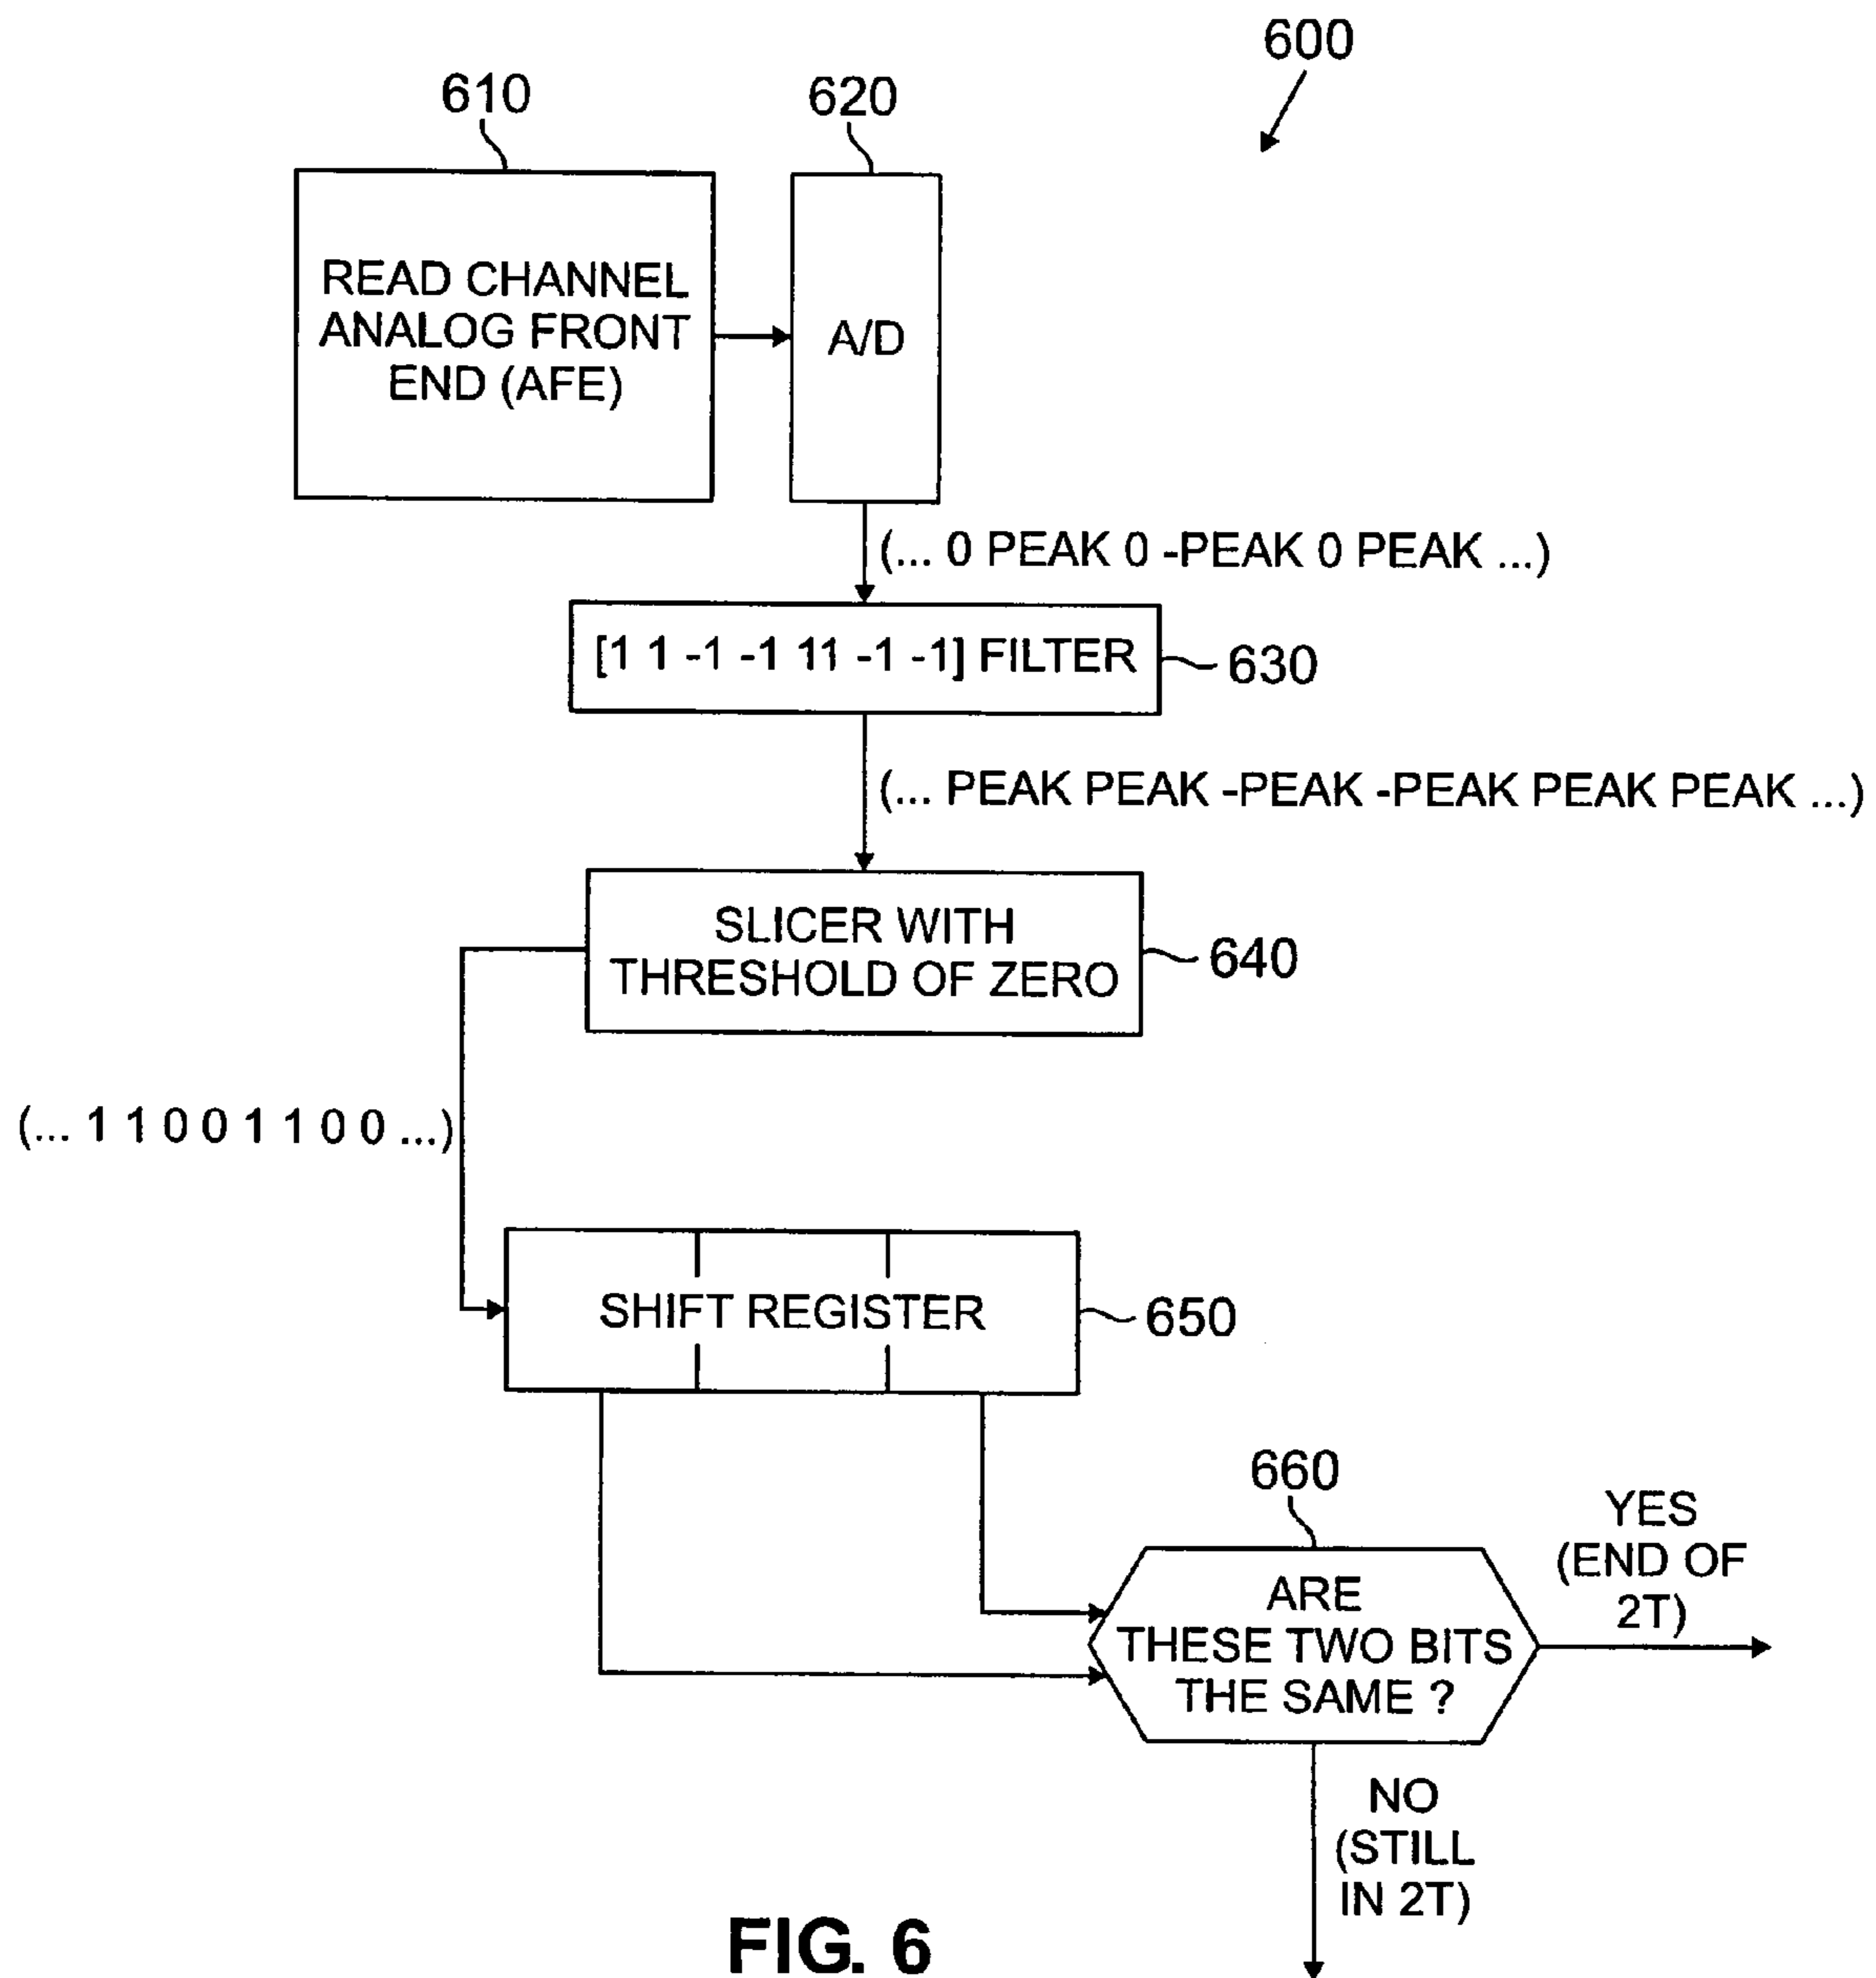 600
610
620
READ CHANNEL
ANALOG FRONT
END (AFE)
A/D
(... 0 PEAK 0 -PEAK 0 PEAK ...)
[1 1 -1 -1 11 -1 -1] FILTER
630
(... PEAK PEAK -PEAK -PEAK PEAK PEAK ...)
SLICER WITH
THRESHOLD OF ZERO
640
(... 1 1 0 0 1 1 0 0 ...)
SHIFT REGISTER
650
660
ARE
THESE TWO BITS
THE SAME ?
YES
(END OF
2T)
NO
(STILL
IN 2T)
FIG. 6